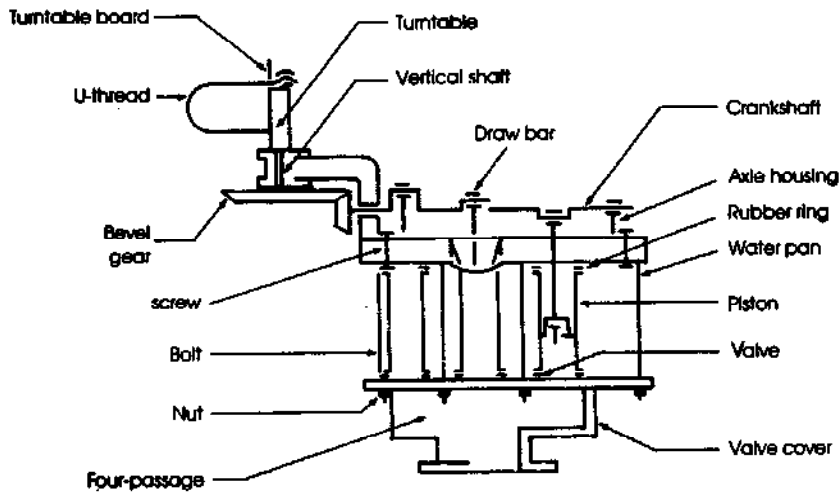 Turntable board
Turntable
U-thread
Vertical shaft
Draw bar
Crankshaft
Axle housing
Rubber ring
Water pan
Bevel
gear
screw
Piston
Bolt
Valve
Nut
Valve cover
Four-passage